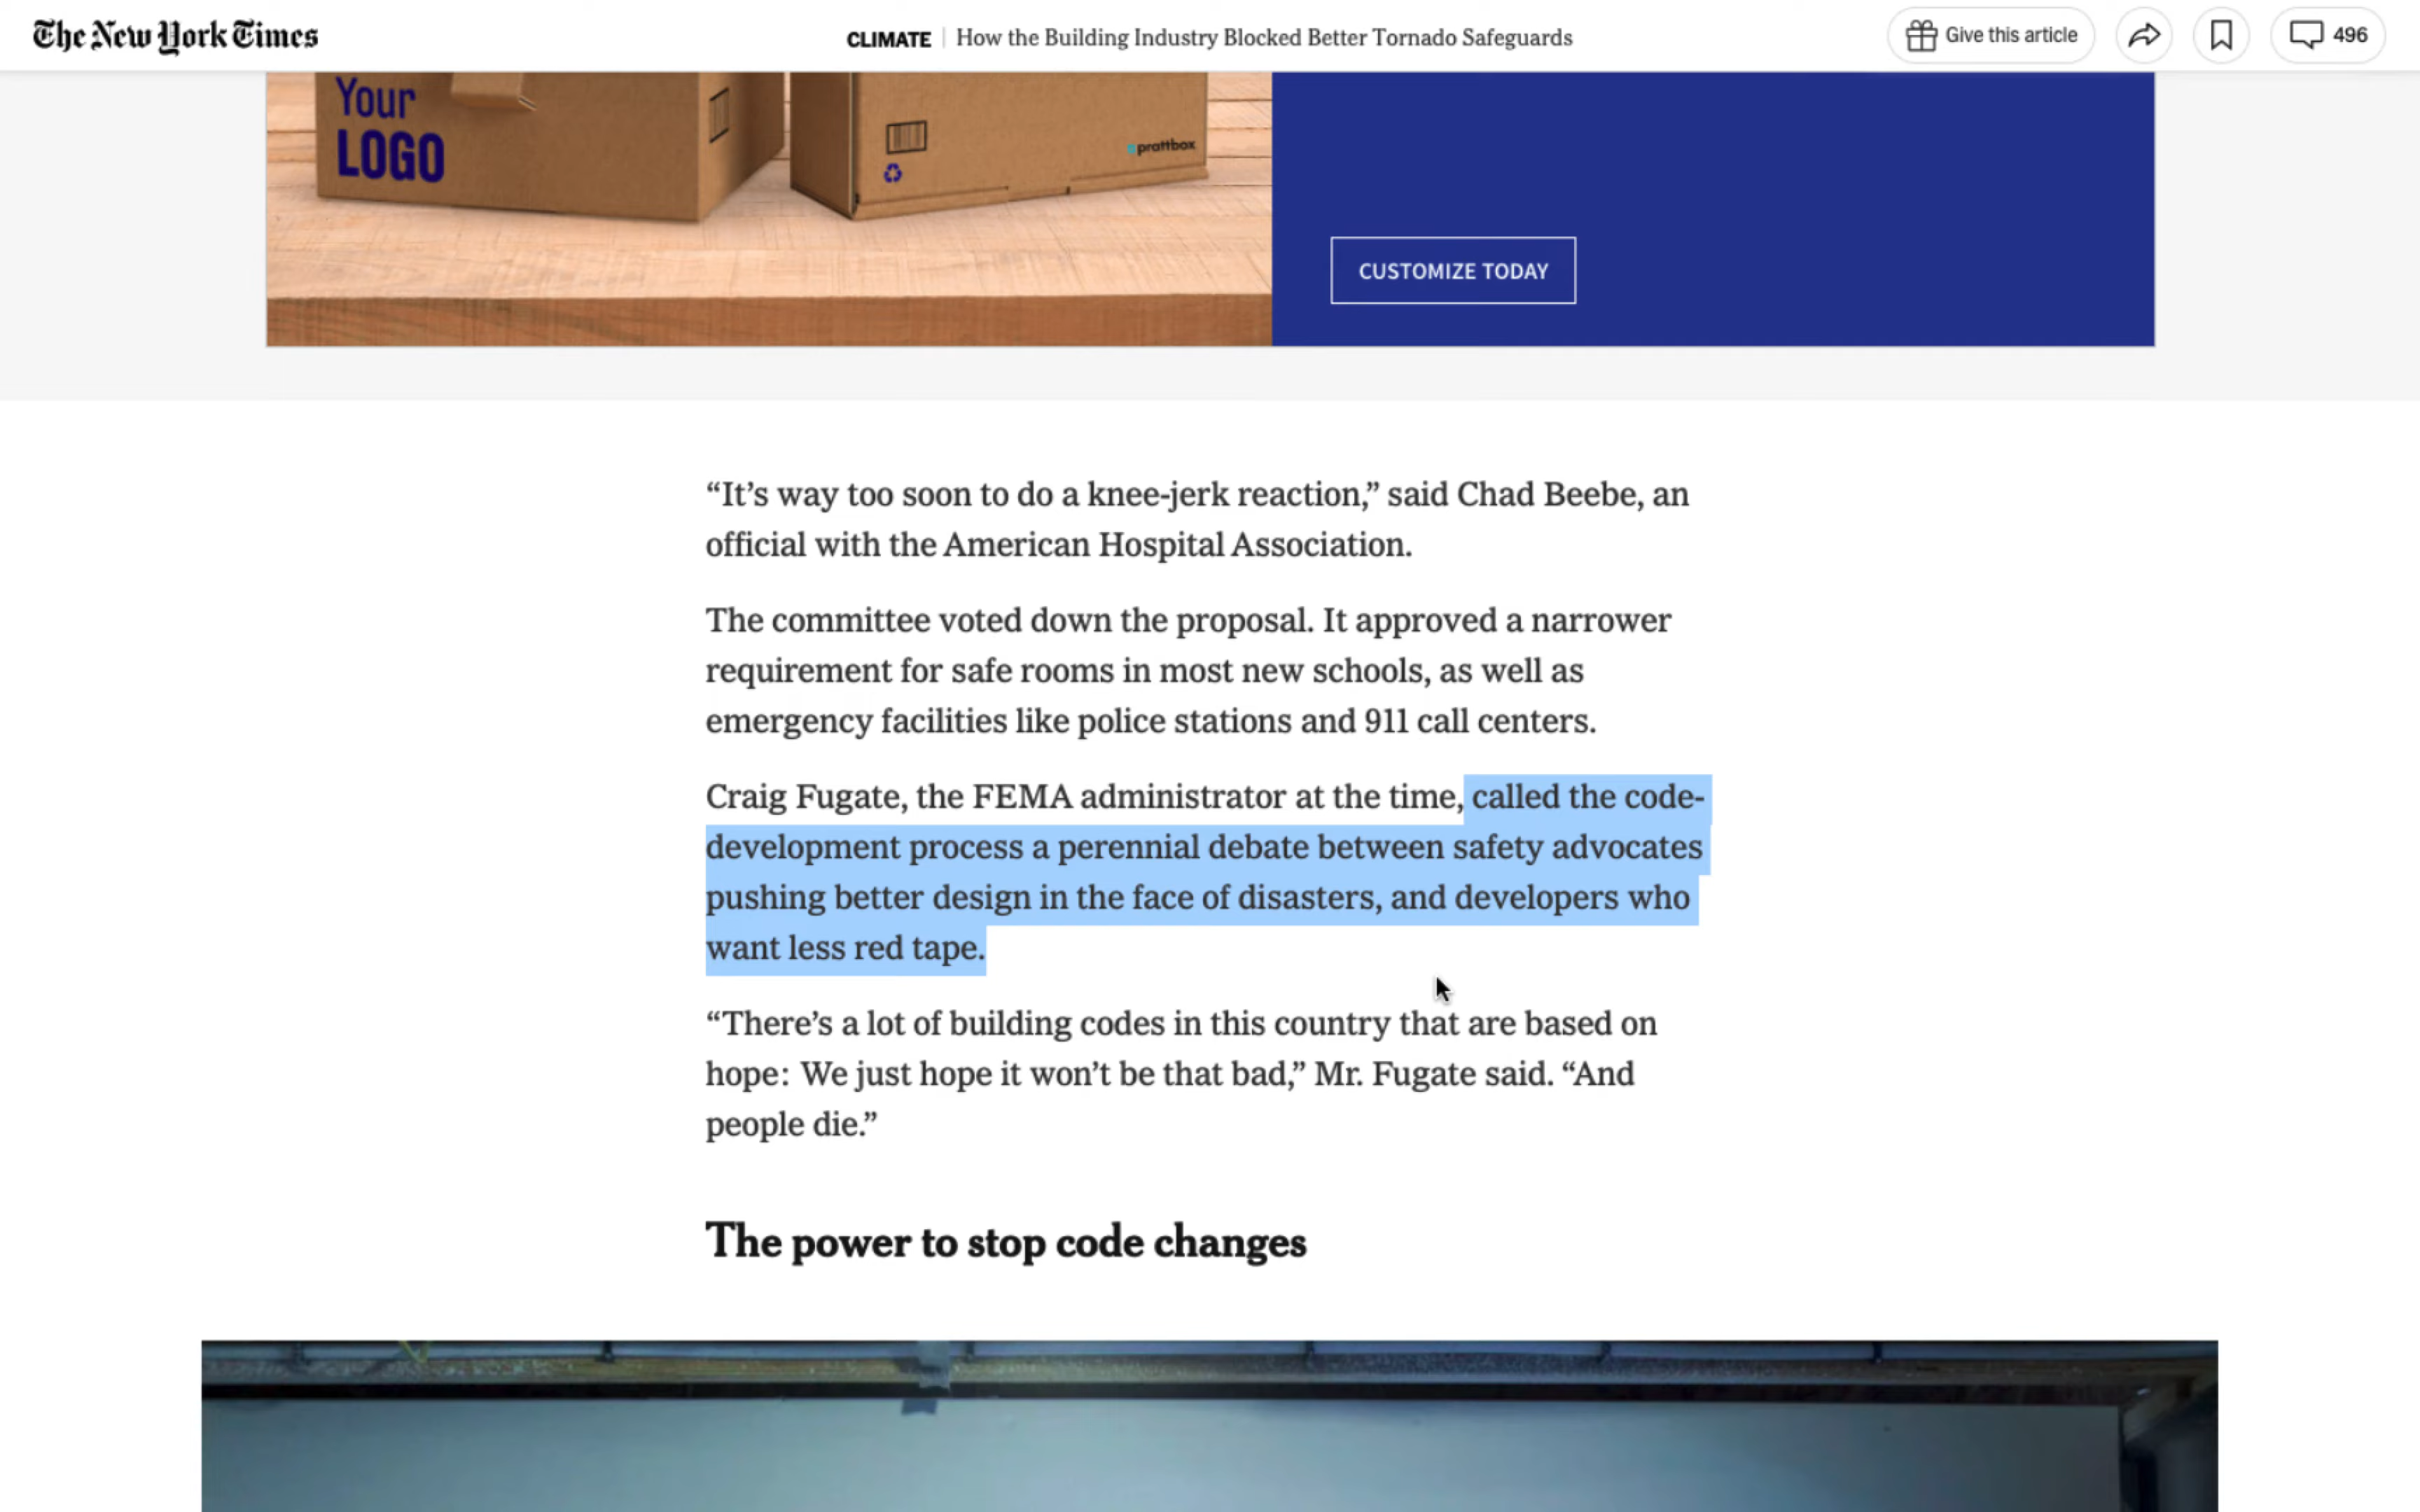 The New York Times
CLIMATE | How the Building Industry Blocked Better Tornado Safeguards
Give this article
496
Your
LOGO
prattbox
CUSTOMIZE TODAY
“It’s way too soon to do a knee-jerk reaction,” said Chad Beebe, an
official with the American Hospital Association.
The committee voted down the proposal. It approved a narrower
requirement for safe rooms in most new schools, as well as
emergency facilities like police stations and 911 call centers.
Craig Fugate, the FEMA administrator at the time, called the code-
development process a perennial debate between safety advocates
pushing better design in the face of disasters, and developers who
want less red tape.
“There’s a lot of building codes in this country that are based on
hope: We just hope it won’t be that bad,” Mr. Fugate said. “And
people die.”
The power to stop code changes